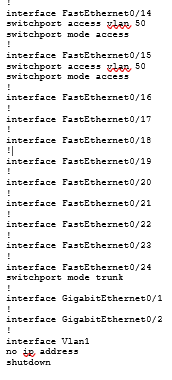 !
interface FastEthernet0/14
switchport access vlan 50
switchport mode access
!
interface FastEthernet0/15
switchport access vlan 50
switchport mode access
!
interface FastEthernet0/16
!
interface FastEthernet0/17
!
interface FastEthernet0/18
!
interface FastEthernet0/19
!
interface FastEthernet0/20
!
interface FastEthernet0/21
!
interface FastEthernet0/22
!
interface FastEthernet0/23
!
interface FastEthernet0/24
switchport mode trunk
!
interface GigabitEthernet0/1
!
interface GigabitEthernet0/2
!
interface Vlan1
no ip address
shutdown